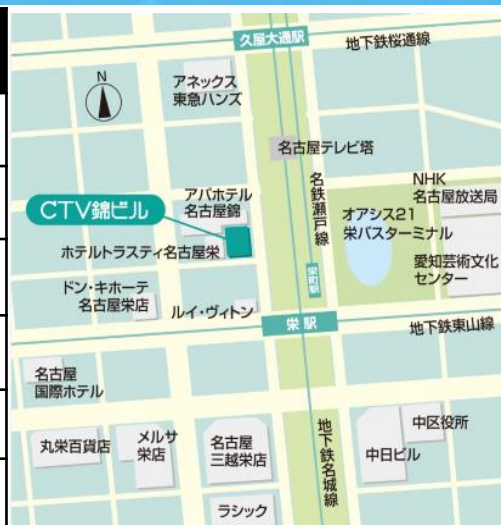 久屋大通駅
地下鉄桜通線
N
アネックス
東急ハンズ
名古屋テレビ塔
アパホテル
名古屋錦
CTV錦ビル
ホテルトラスティ名古屋栄
名鉄瀬戸線
NHK
名古屋放送局
オアシス21
栄バスターミナル
愛知芸術文化
センター
ドン・キホーテ
名古屋栄店
ルイ・ヴィトン
栄町駅
栄駅
地下鉄東山線
名古屋
国際ホテル
丸栄百貨店
メルサ
栄店
名古屋
三越栄店
地下鉄名城線
中日ビル
中区役所
ラシック